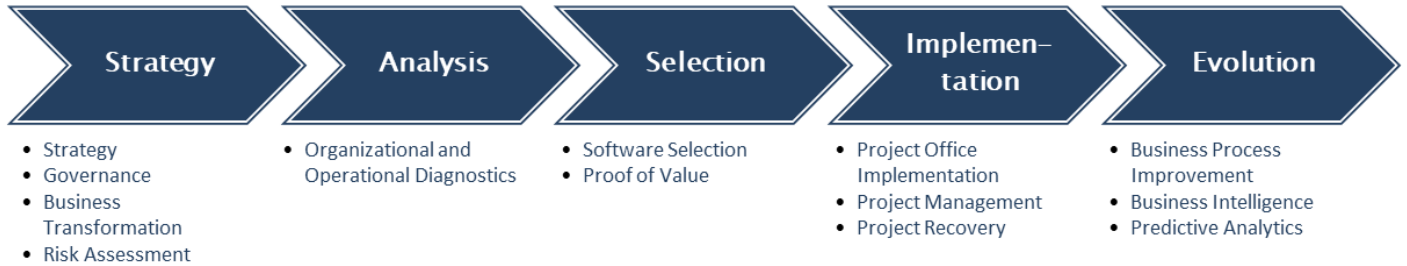 Strategy
Analysis
Selection
Implemen-
tation
Evolution
• Strategy
• Governance
• Business
Transformation
• Risk Assessment
• Organizational and
Operational Diagnostics
• Software Selection
• Proof of Value
• Project Office
Implementation
• Project Management
• Project Recovery
• Business Process
Improvement
• Business Intelligence
• Predictive Analytics